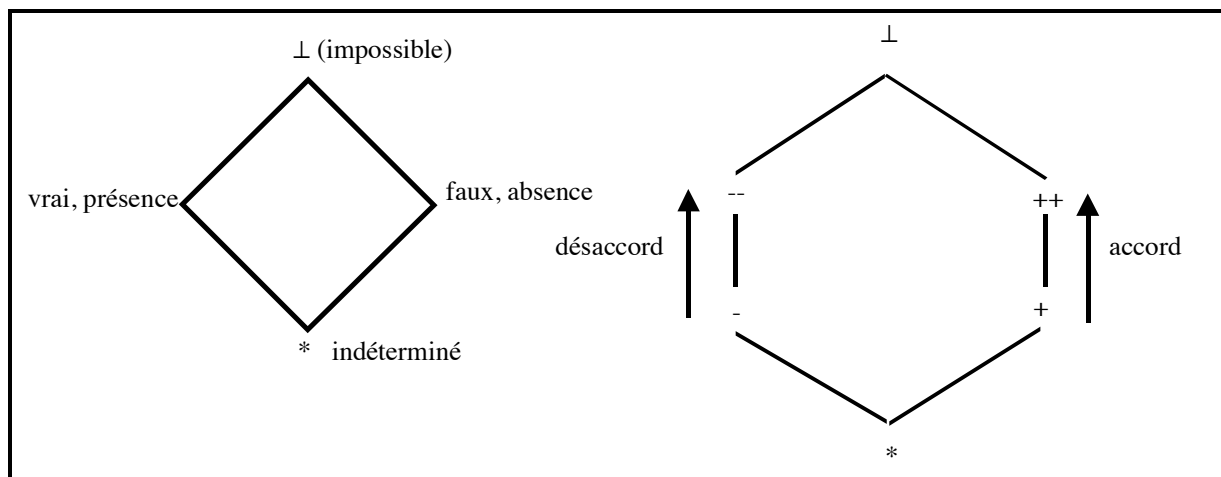 ⊥ (impossible)
vrai, présence
faux, absence
* indéterminé
⊥
--
++
désaccord
accord
-
+
*